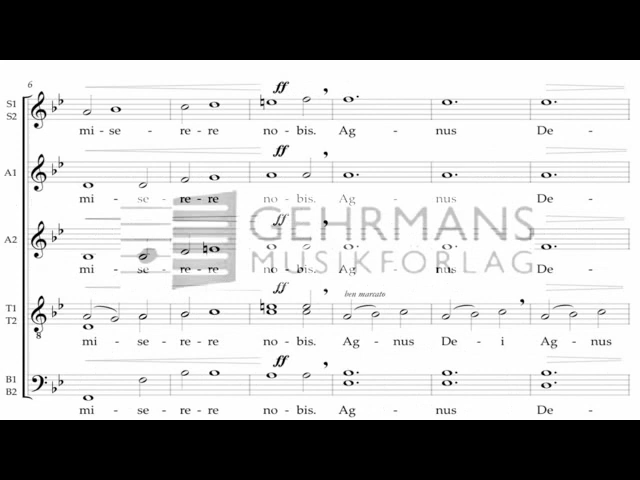 6
ff
S1
S2
mi - se - re - re no - bis. Ag - nus De -
ff
A1
mi - se - re - re no - bis. Ag - nus De -
GEHRMANS
MUSIKFÖRLAG
ff
A2
mi - se - re - re no - bis. Ag - nus De -
ff
ben marcato
T1
T2
8
mi - se - re - re no - bis. Ag - nus De - i Ag - nus
ff
B1
B2
mi - se - re - re no - bis. Ag - nus De -